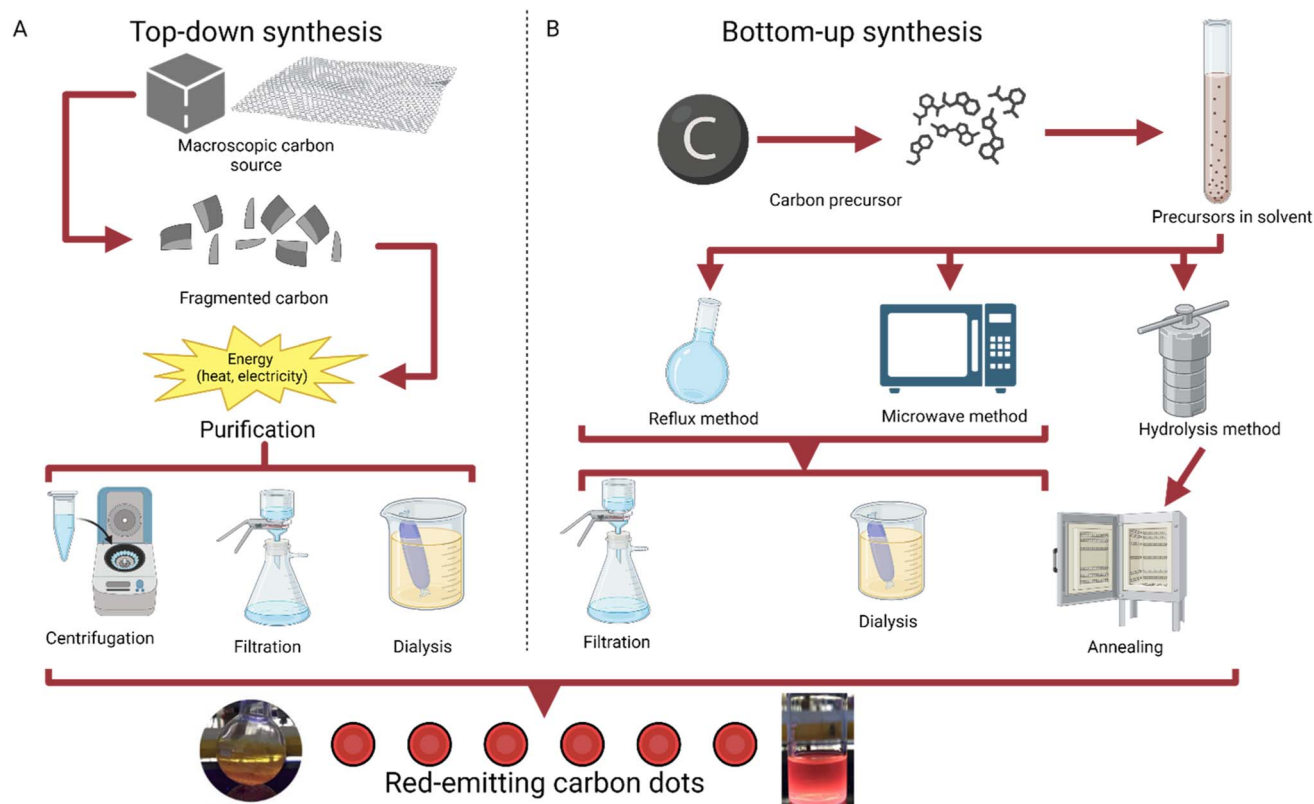 A
Top-down synthesis
Macroscopic carbon
source
Fragmented carbon
Energy
(heat, electricity)
Purification
Centrifugation
Filtration
Dialysis
B
Bottom-up synthesis
C
Carbon precursor
Precursors in solvent
Reflux method
Microwave method
Hydrolysis method
Filtration
Dialysis
Annealing
Red-emitting carbon dots